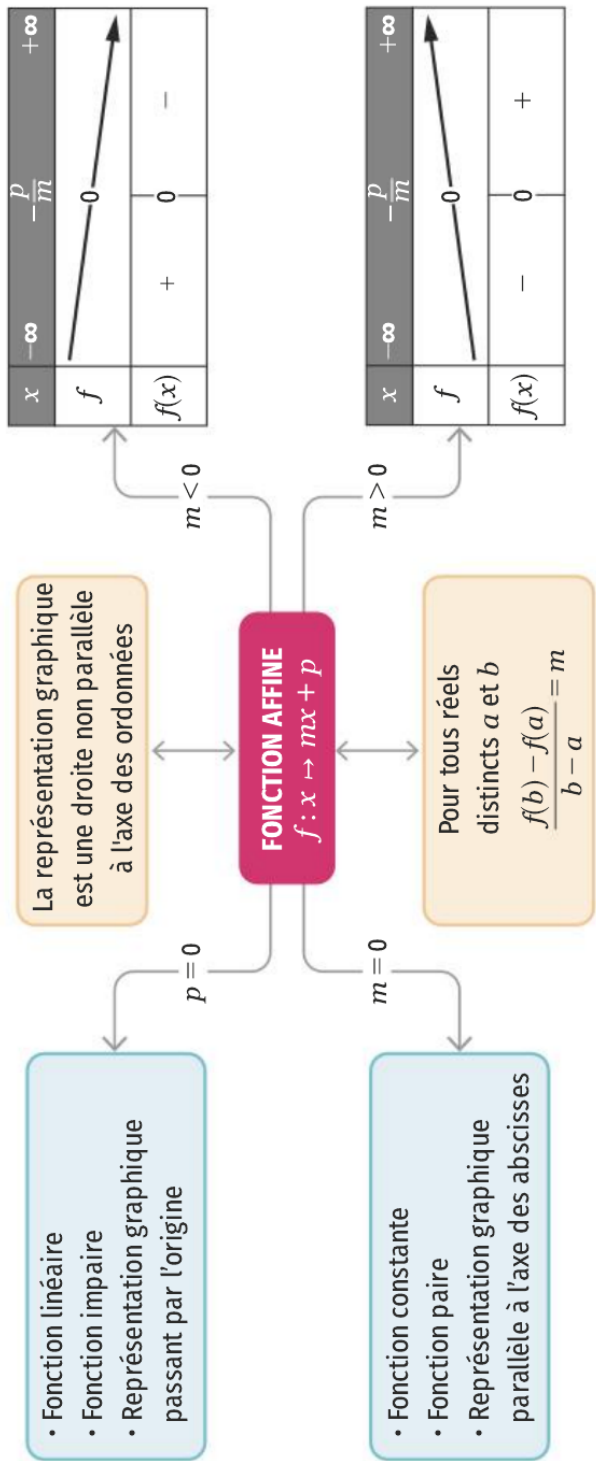 • Fonction linéaire
• Fonction impaire
• Représentation graphique
passant par l'origine
p = 0
La représentation graphique
est une droite non parallèle
à l'axe des ordonnées
m < 0
x −∞ −p/m +∞
f 0
f(x) + 0 −
FONCTION AFFINE
f : x ↦ mx + p
• Fonction constante
• Fonction paire
• Représentation graphique
parallèle à l'axe des abscisses
m = 0
Pour tous réels
distincts a et b
f(b) − f(a) / b − a = m
m > 0
x −∞ −p/m +∞
f 0
f(x) − 0 +